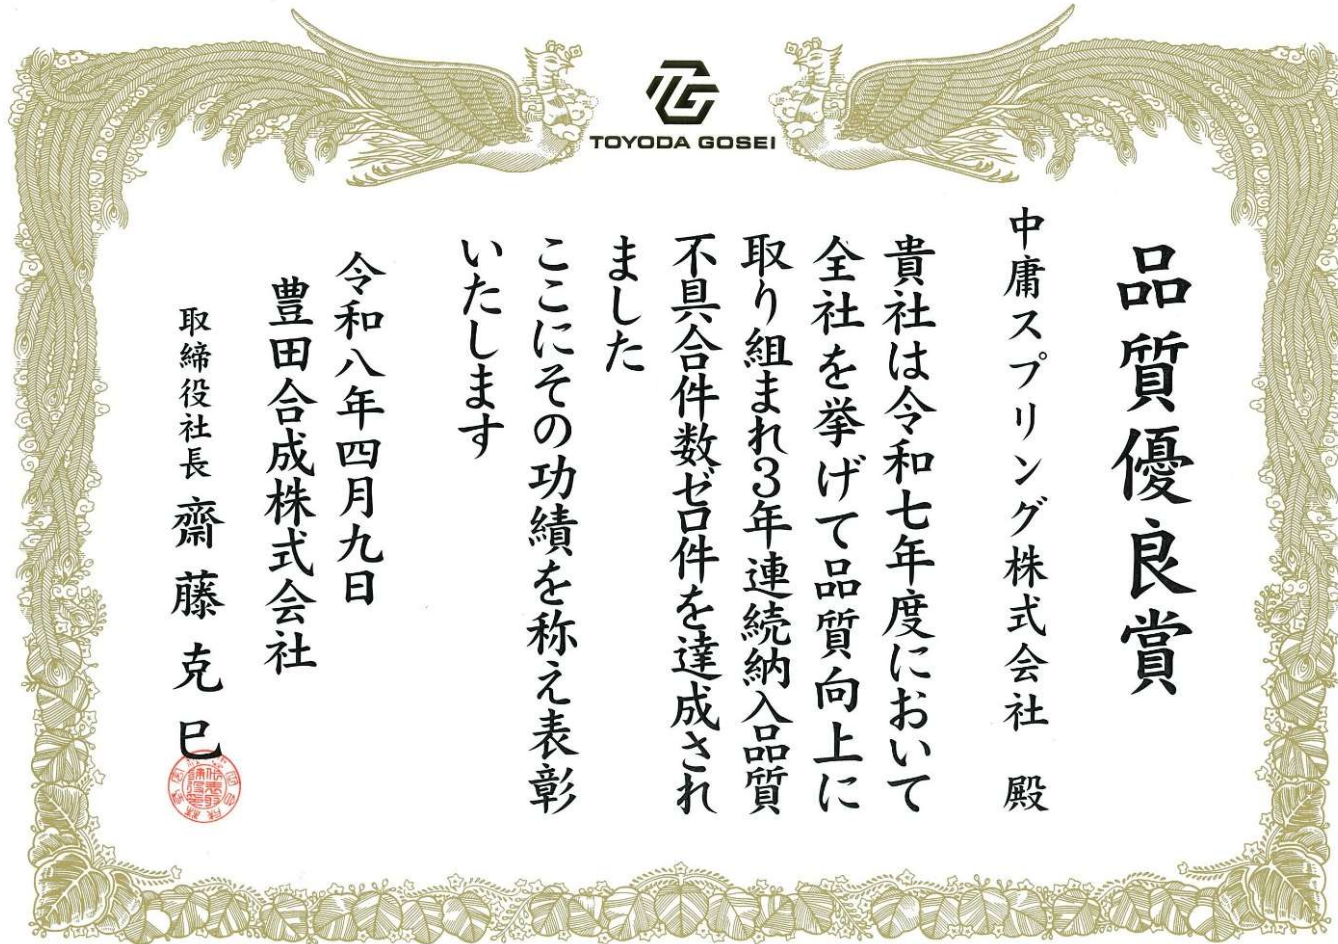 TG
TOYODA GOSEI
品質優良賞
中庸スプリング株式会社 殿
貴社は令和七年度において
全社を挙げて品質向上に
取り組まれ3年連続納入品質
不具合件数ゼロ件を達成され
ました
ここにその功績を称え表彰
いたします
令和八年四月九日
豊田合成株式会社
取締役社長 齋藤克巳